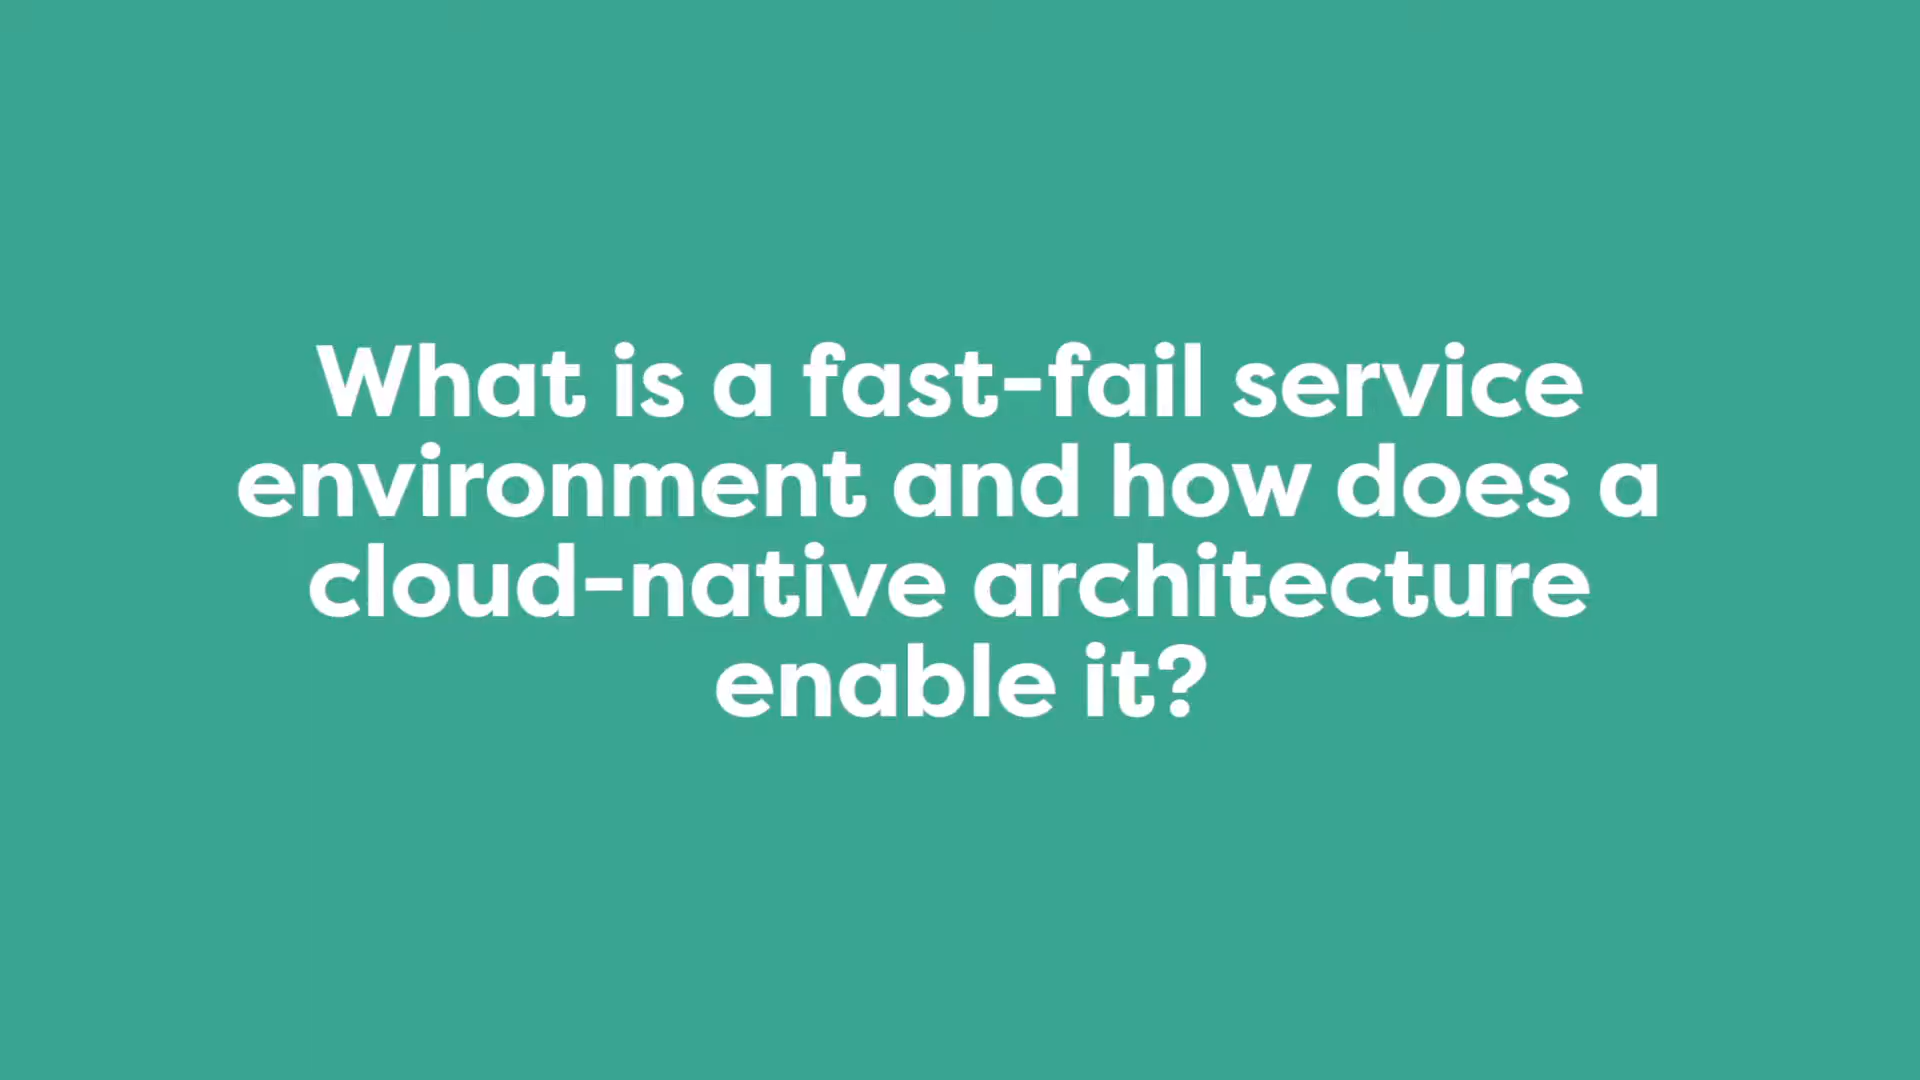 What is a fast-fail service
environment and how does a
cloud-native architecture
enable it?